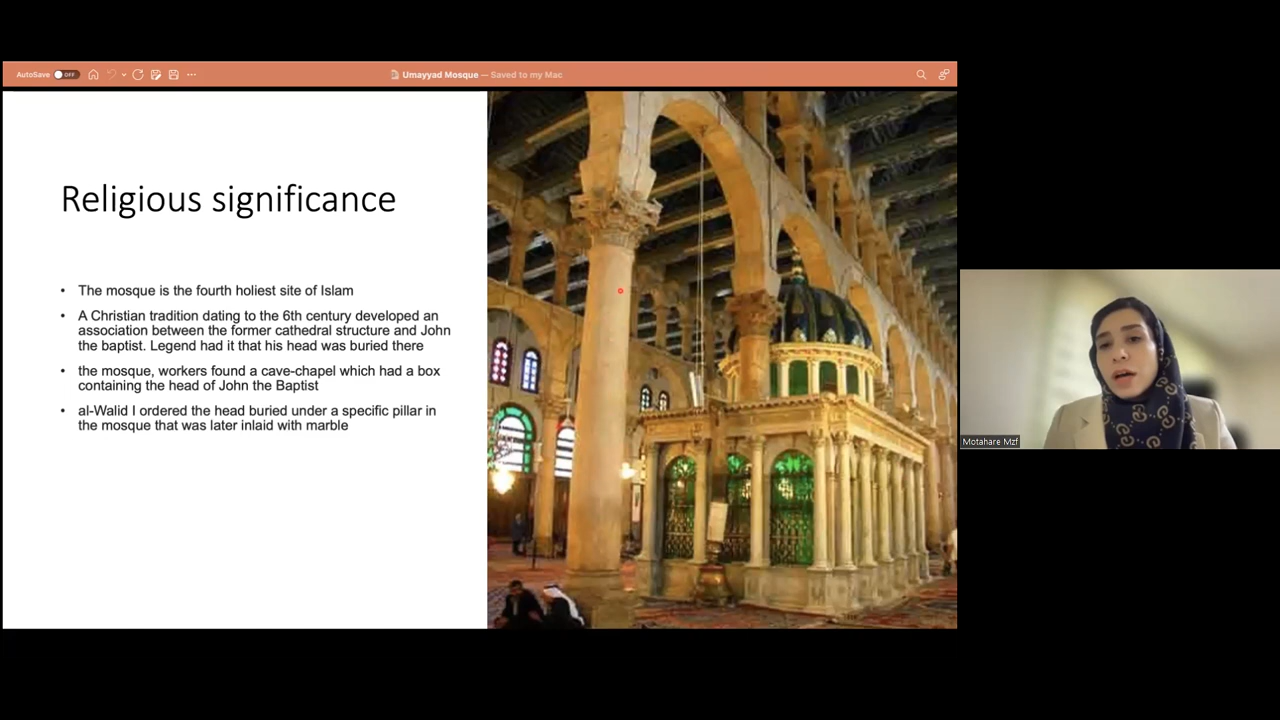 AutoSave OFF
Umayyad Mosque — Saved to my Mac
Religious significance
• The mosque is the fourth holiest site of Islam
• A Christian tradition dating to the 6th century developed an
association between the former cathedral structure and John
the baptist. Legend had it that his head was buried there
• the mosque, workers found a cave-chapel which had a box
containing the head of John the Baptist
• al-Walid I ordered the head buried under a specific pillar in
the mosque that was later inlaid with marble
Motahare Mzf